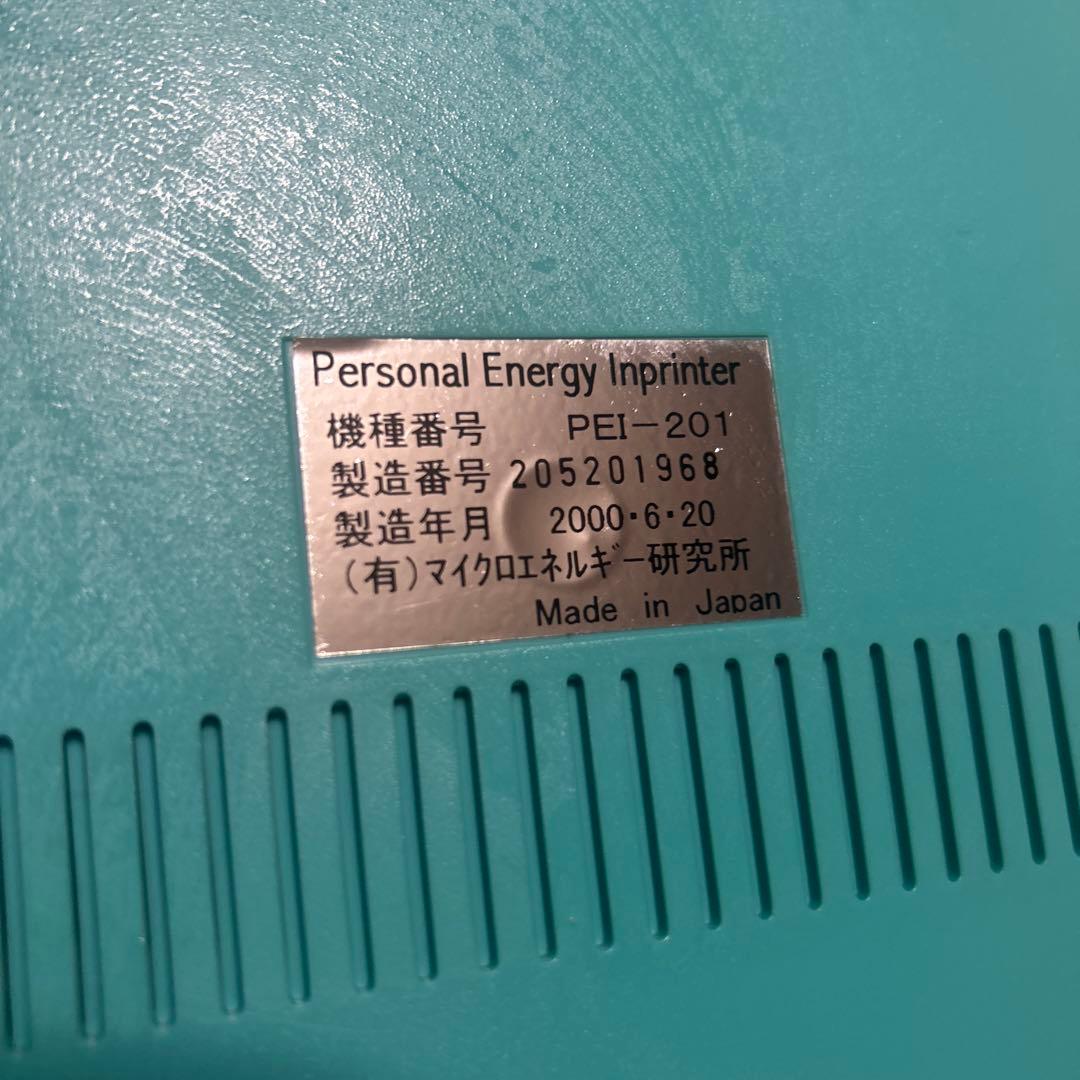 Personal Energy Inprinter
機種番号 PEI-201
製造番号 205201968
製造年月 2000・6・20
(有)マイクロエネルギー研究所
Made in Japan